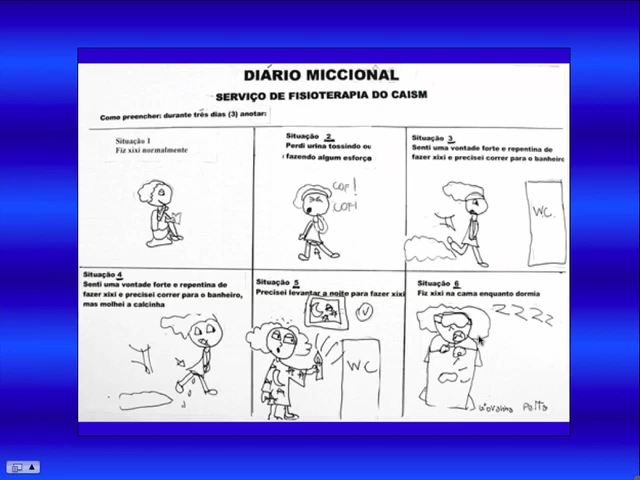 DIÁRIO MICCIONAL
SERVIÇO DE FISIOTERAPIA DO CAISM
Como preencher: durante três dias (3) anotar:
Situação 1
Fiz xixi normalmente
Situação 2
Perdi urina tossindo ou
fazendo algum esforço
COF!
COF!
Situação 3
Senti uma vontade forte e repentina de
fazer xixi e precisei correr para o banheiro
WC.
Situação 4
Senti uma vontade forte e repentina de
fazer xixi e precisei correr para o banheiro,
mas molhei a calcinha
Situação 5
Precisei levantar a noite para fazer xixi
WC
Situação 6
Fiz xixi na cama enquanto dormia
ZZZZ